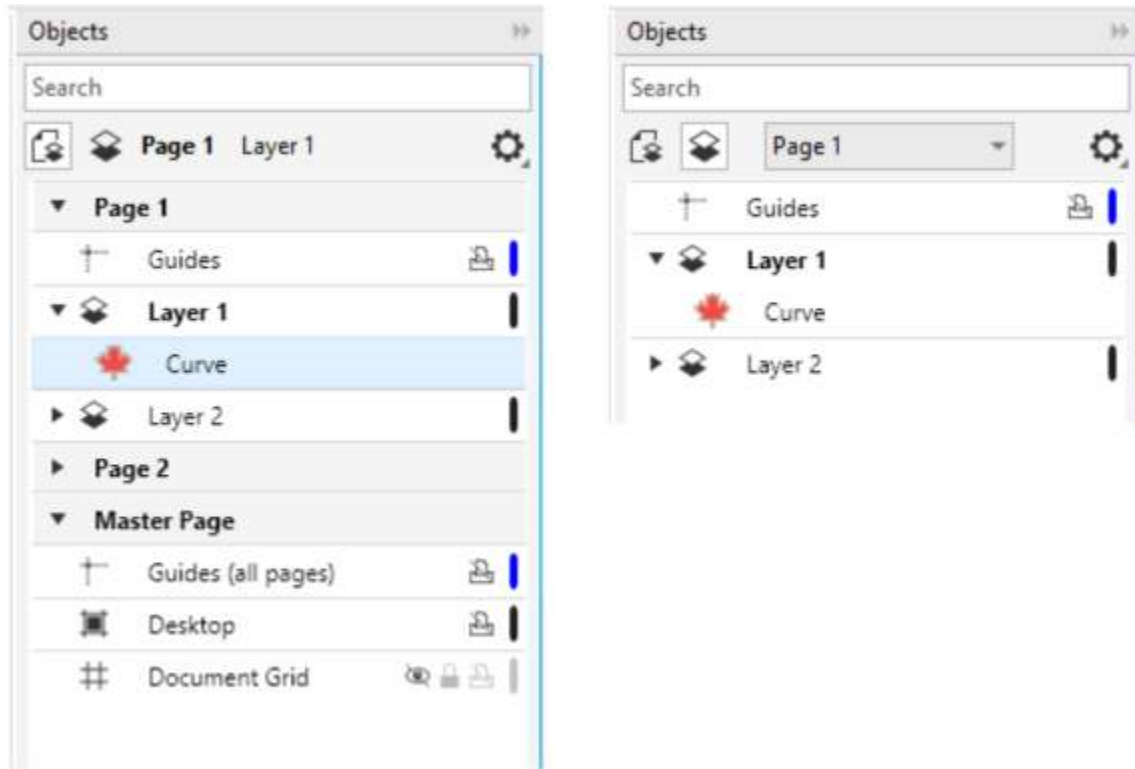 Objects
Search
Page 1 Layer 1
Page 1
Guides
Layer 1
Curve
Layer 2
Page 2
Master Page
Guides (all pages)
Desktop
Document Grid
Objects
Search
Page 1
Guides
Layer 1
Curve
Layer 2